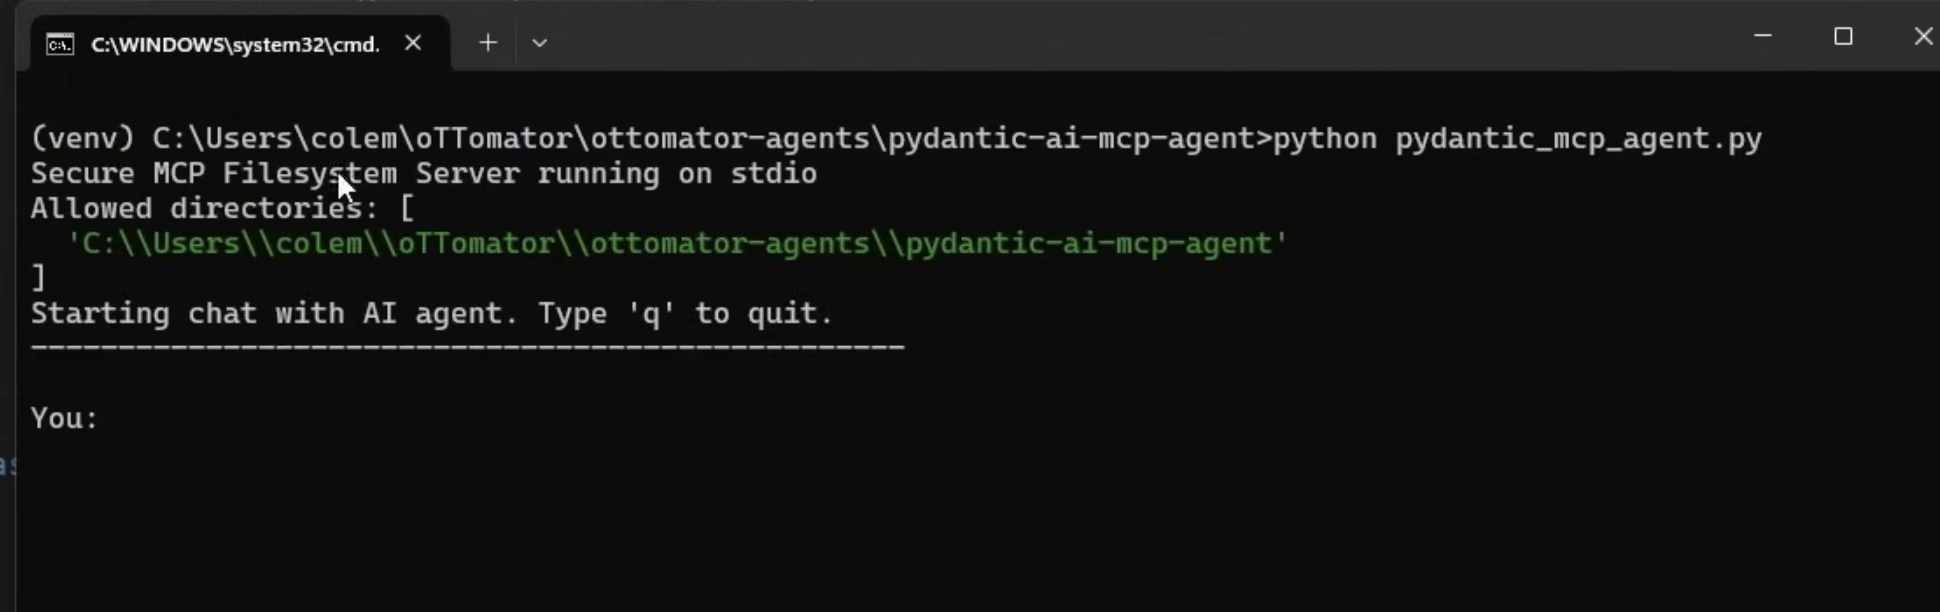 C:\WINDOWS\system32\cmd.
(venv) C:\Users\colem\oTTomator\ottomator-agents\pydantic-ai-mcp-agent>python pydantic_mcp_agent.py
Secure MCP Filesystem Server running on stdio
Allowed directories: [
  'C:\\Users\\colem\\oTTomator\\ottomator-agents\\pydantic-ai-mcp-agent'
]
Starting chat with AI agent. Type 'q' to quit.
--------------------------------------------------
You:
as